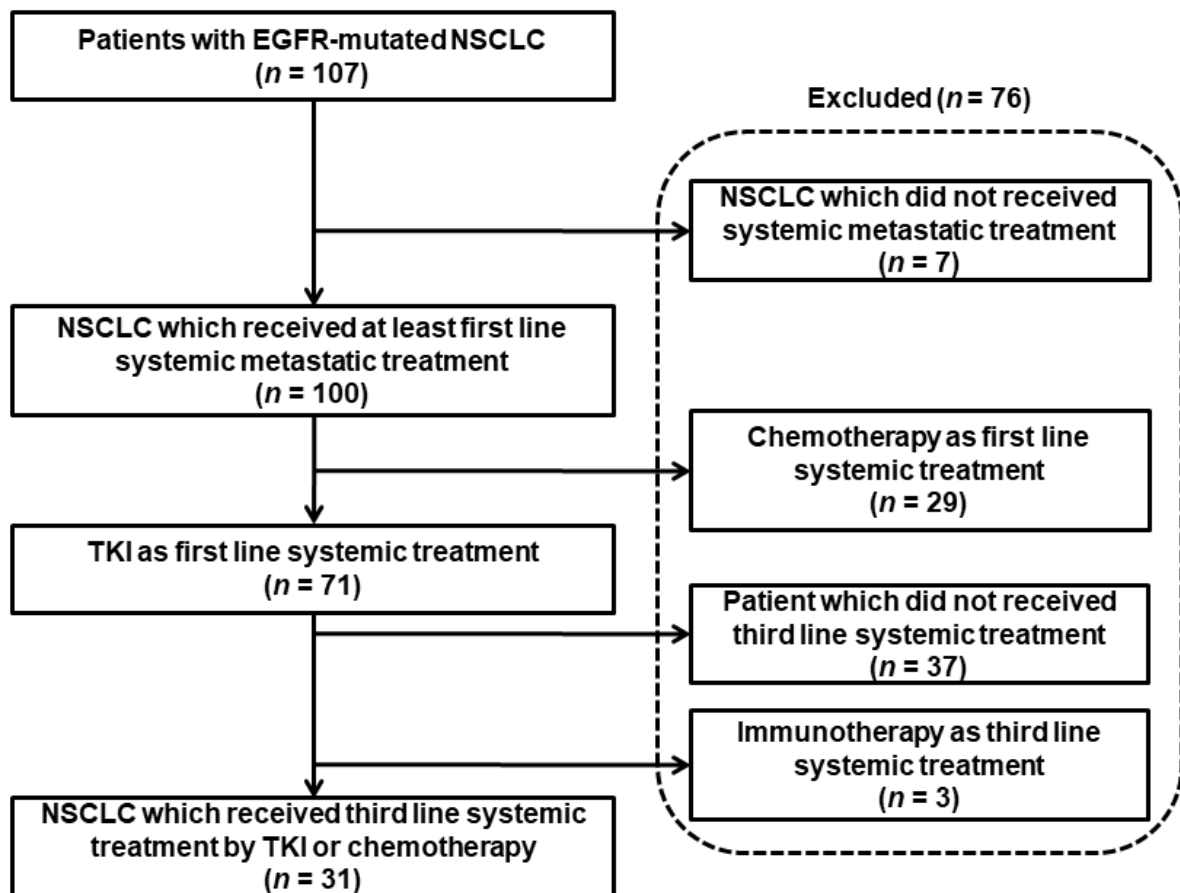 Patients with EGFR-mutated NSCLC
(n = 107)
Excluded (n = 76)
NSCLC which did not received
systemic metastatic treatment
(n = 7)
NSCLC which received at least first line
systemic metastatic treatment
(n = 100)
Chemotherapy as first line
systemic treatment
(n = 29)
TKI as first line systemic treatment
(n = 71)
Patient which did not received
third line systemic treatment
(n = 37)
Immunotherapy as third line
systemic treatment
(n = 3)
NSCLC which received third line systemic
treatment by TKI or chemotherapy
(n = 31)